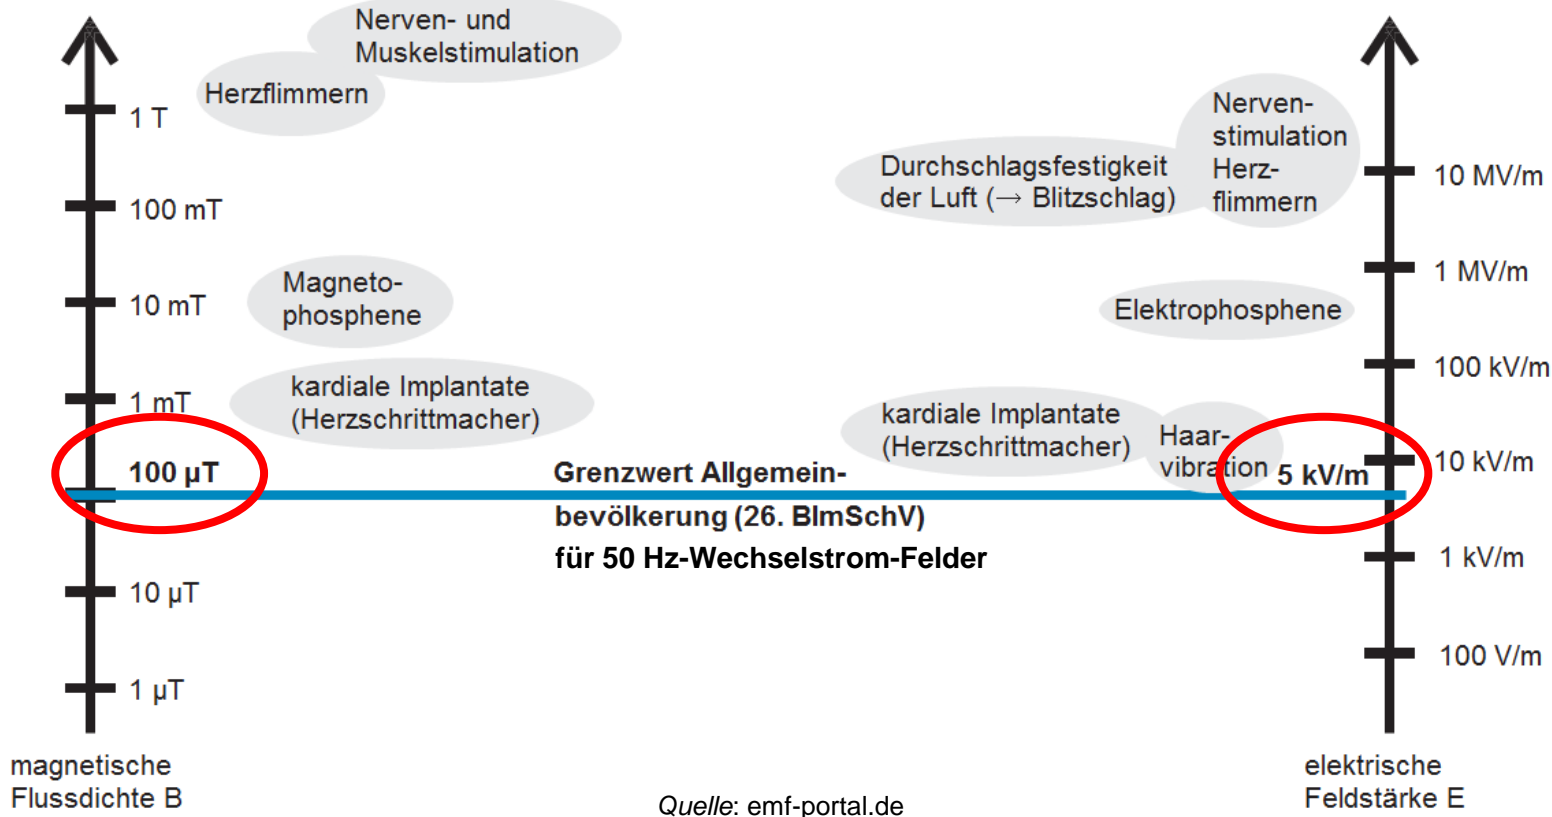 Nerven- und
Muskelstimulation
Herzflimmern
1 T
100 mT
Magneto-
phosphene
10 mT
kardiale Implantate
(Herzschrittmacher)
1 mT
100 µT
10 µT
1 µT
magnetische
Flussdichte B
Grenzwert Allgemein-
bevölkerung (26. BImSchV)
für 50 Hz-Wechselstrom-Felder
Nerven-
stimulation
Herz-
flimmern
Durchschlagsfestigkeit
der Luft (→ Blitzschlag)
10 MV/m
1 MV/m
Elektrophosphene
100 kV/m
kardiale Implantate
(Herzschrittmacher)
Haar-
vibration
5 kV/m
10 kV/m
1 kV/m
100 V/m
elektrische
Feldstärke E
Quelle: emf-portal.de